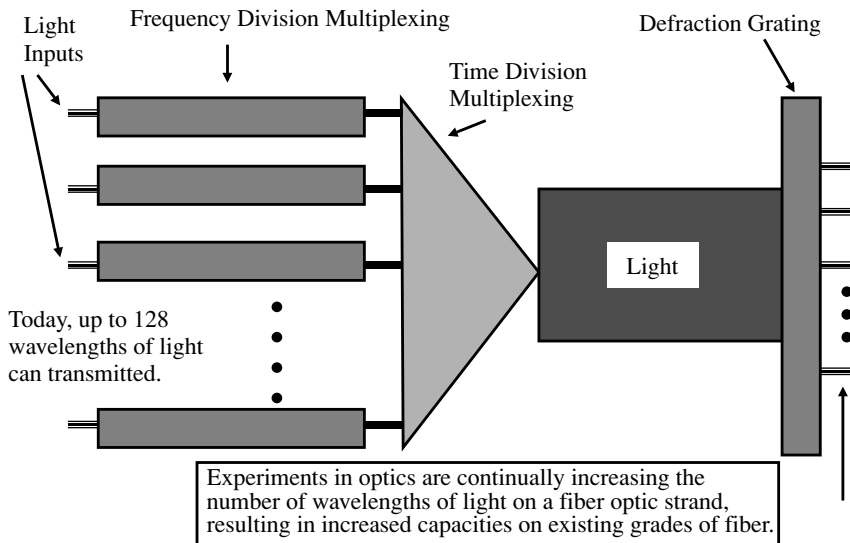 Frequency Division Multiplexing
Light
Inputs
Defraction Grating
Time Division
Multiplexing
Light
Today, up to 128
wavelengths of light
can transmitted.
Experiments in optics are continually increasing the
number of wavelengths of light on a fiber optic strand,
resulting in increased capacities on existing grades of fiber.